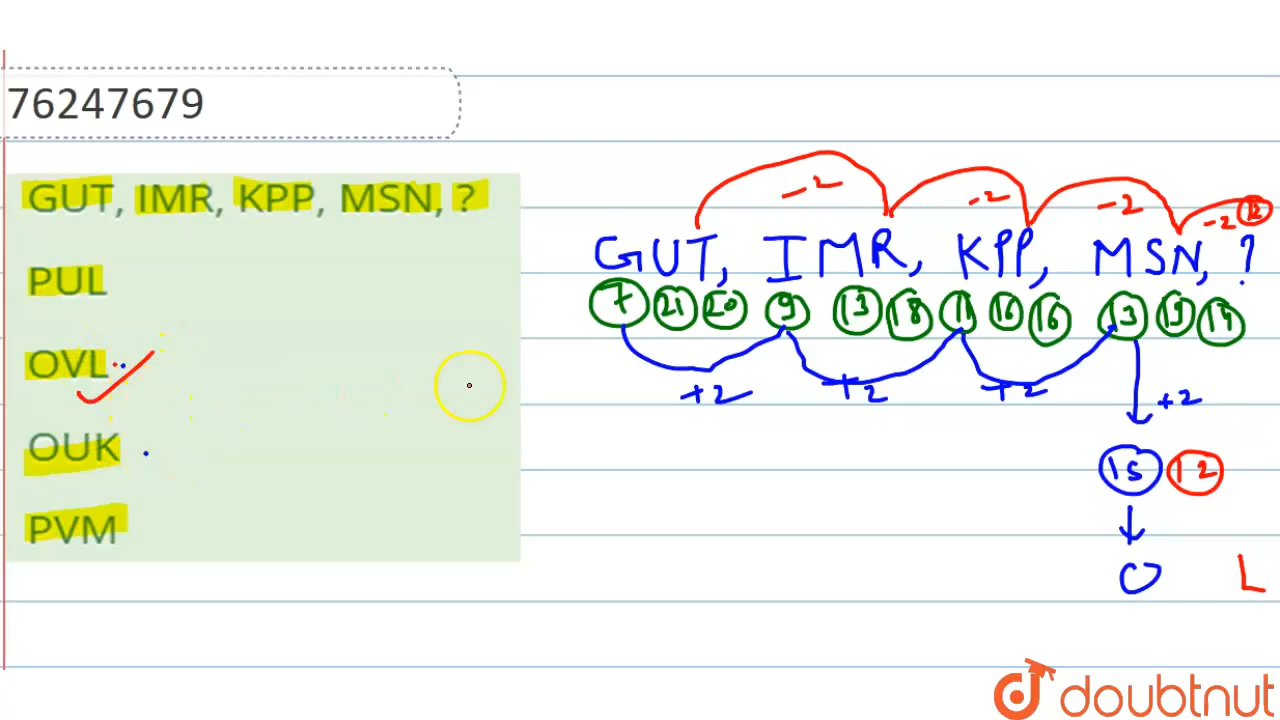 76247679
GUT, IMR, KPP, MSN, ?
PUL
OVL
OUK
PVM
-2 -2 -2 -2 12
GUT, IMR, KPP, MSN, ?
7 21 20 9 13 18 11 16 16 13 19 14
+2 +2 +2 +2
15 12
O L
doubtnut